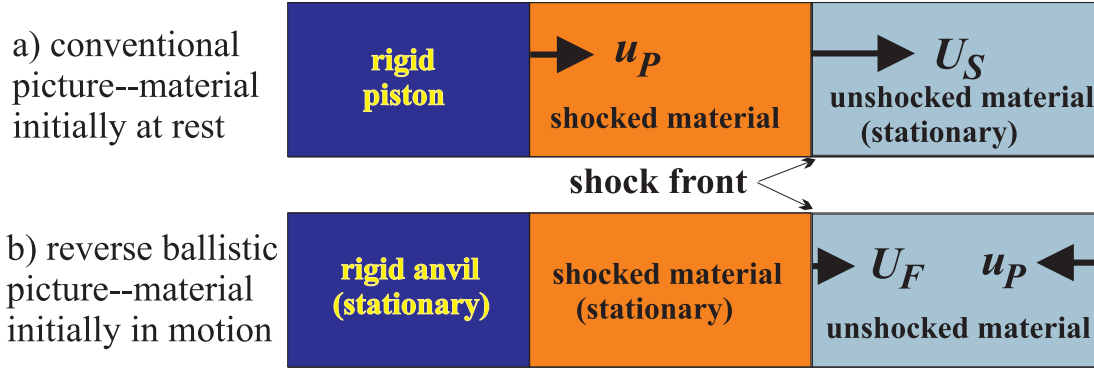 a) conventional
picture--material
initially at rest
rigid
piston
u_P
shocked material
U_S
unshocked material
(stationary)
shock front
b) reverse ballistic
picture--material
initially in motion
rigid anvil
(stationary)
shocked material
(stationary)
U_F u_P
unshocked material